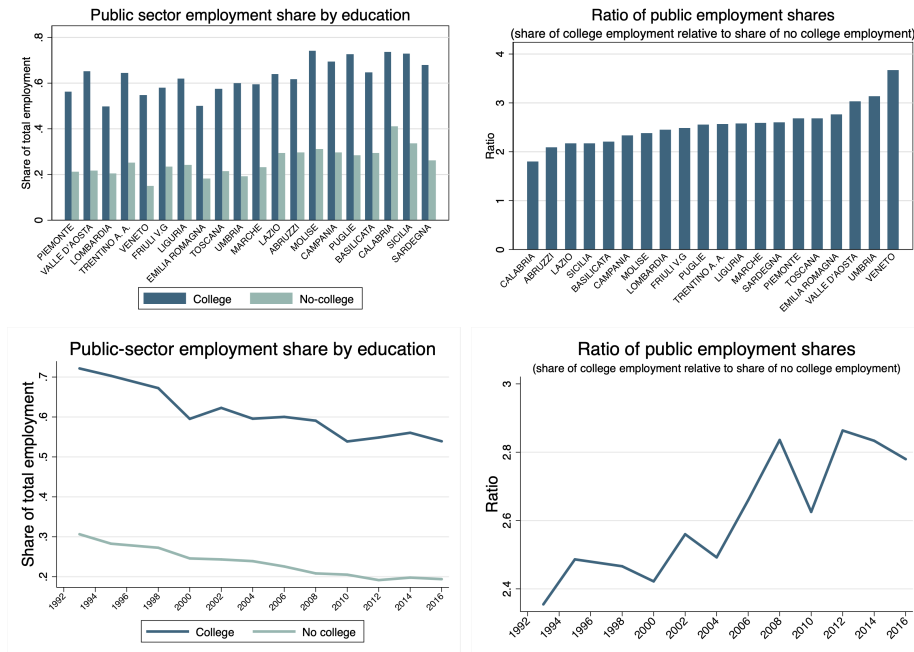 Public sector employment share by education
Share of total employment
.8
.6
.4
.2
0
PIEMONTE
VALLE D'AOSTA
LOMBARDIA
TRENTINO A. A.
VENETO
FRIULI V.G
LIGURIA
EMILIA ROMAGNA
TOSCANA
UMBRIA
MARCHE
LAZIO
ABRUZZI
MOLISE
CAMPANIA
PUGLIE
BASILICATA
CALABRIA
SICILIA
SARDEGNA
College
No-college
Ratio of public employment shares
(share of college employment relative to share of no college employment)
Ratio
4
3
2
1
0
CALABRIA
ABRUZZI
LAZIO
SICILIA
BASILICATA
CAMPANIA
MOLISE
LOMBARDIA
FRIULI V.G
PUGLIE
TRENTINO A. A.
LIGURIA
MARCHE
SARDEGNA
PIEMONTE
TOSCANA
EMILIA ROMAGNA
VALLE D'AOSTA
UMBRIA
VENETO
Public-sector employment share by education
Share of total employment
.7
.6
.5
.4
.3
.2
1992
1994
1996
1998
2000
2002
2004
2006
2008
2010
2012
2014
2016
College
No college
Ratio of public employment shares
(share of college employment relative to share of no college employment)
Ratio
3
2.8
2.6
2.4
1992
1994
1996
1998
2000
2002
2004
2006
2008
2010
2012
2014
2016